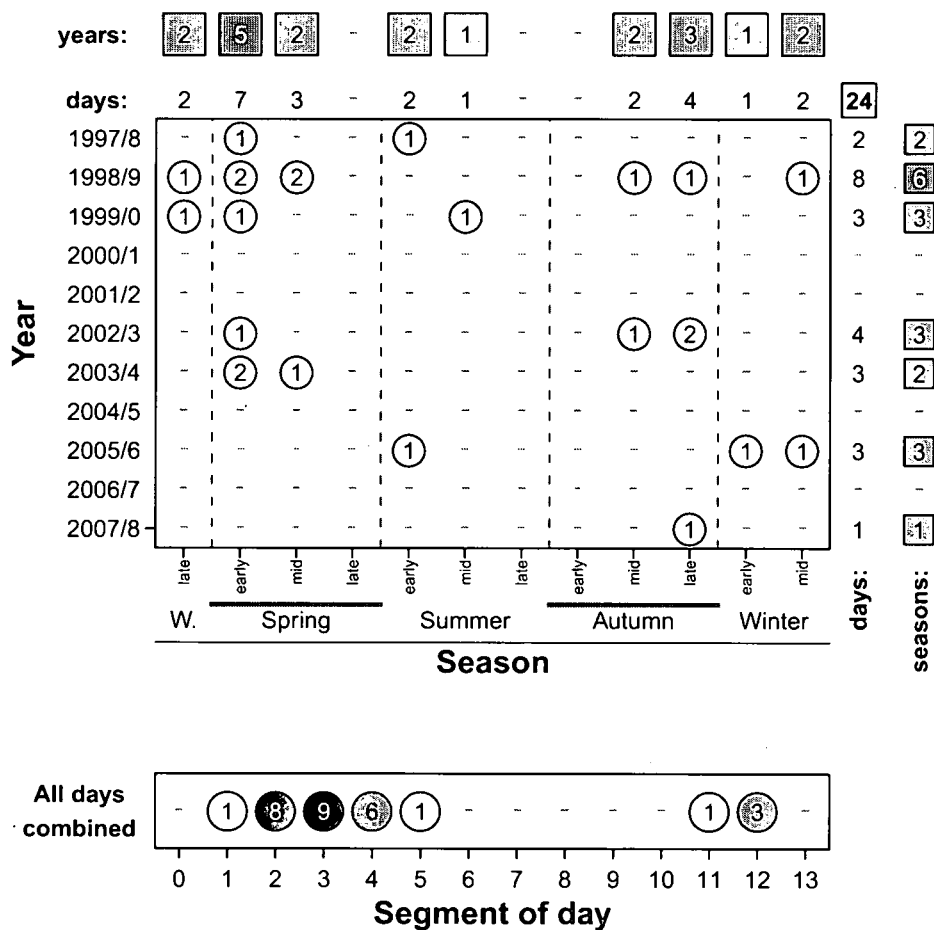 years: 2 5 2 - 2 1 - - 2 3 1 2
days: 2 7 3 - 2 1 - - 2 4 1 2 24
1997/8 - 1 - - 1 - - - - - - - 2 2
1998/9 1 2 2 - - - - - 1 1 - 1 8 6
1999/0 1 1 - - - 1 - - - - - - 3 3
2000/1 - - - - - - - - - - - - - -
2001/2 - - - - - - - - - - - - - -
2002/3 - 1 - - - - - - 1 2 - - 4 3
2003/4 - 2 1 - - - - - - - - - 3 2
2004/5 - - - - - - - - - - - - - -
2005/6 - - - - 1 - - - - - 1 1 3 3
2006/7 - - - - - - - - - - - - - -
2007/8 - - - - - - - - - 1 - - 1 1
Year
late early mid late early mid late early mid late early mid days: seasons:
W. Spring Summer Autumn Winter
Season
All days
combined
- 1 8 9 6 1 - - - - - 1 3 -
0 1 2 3 4 5 6 7 8 9 10 11 12 13
Segment of day